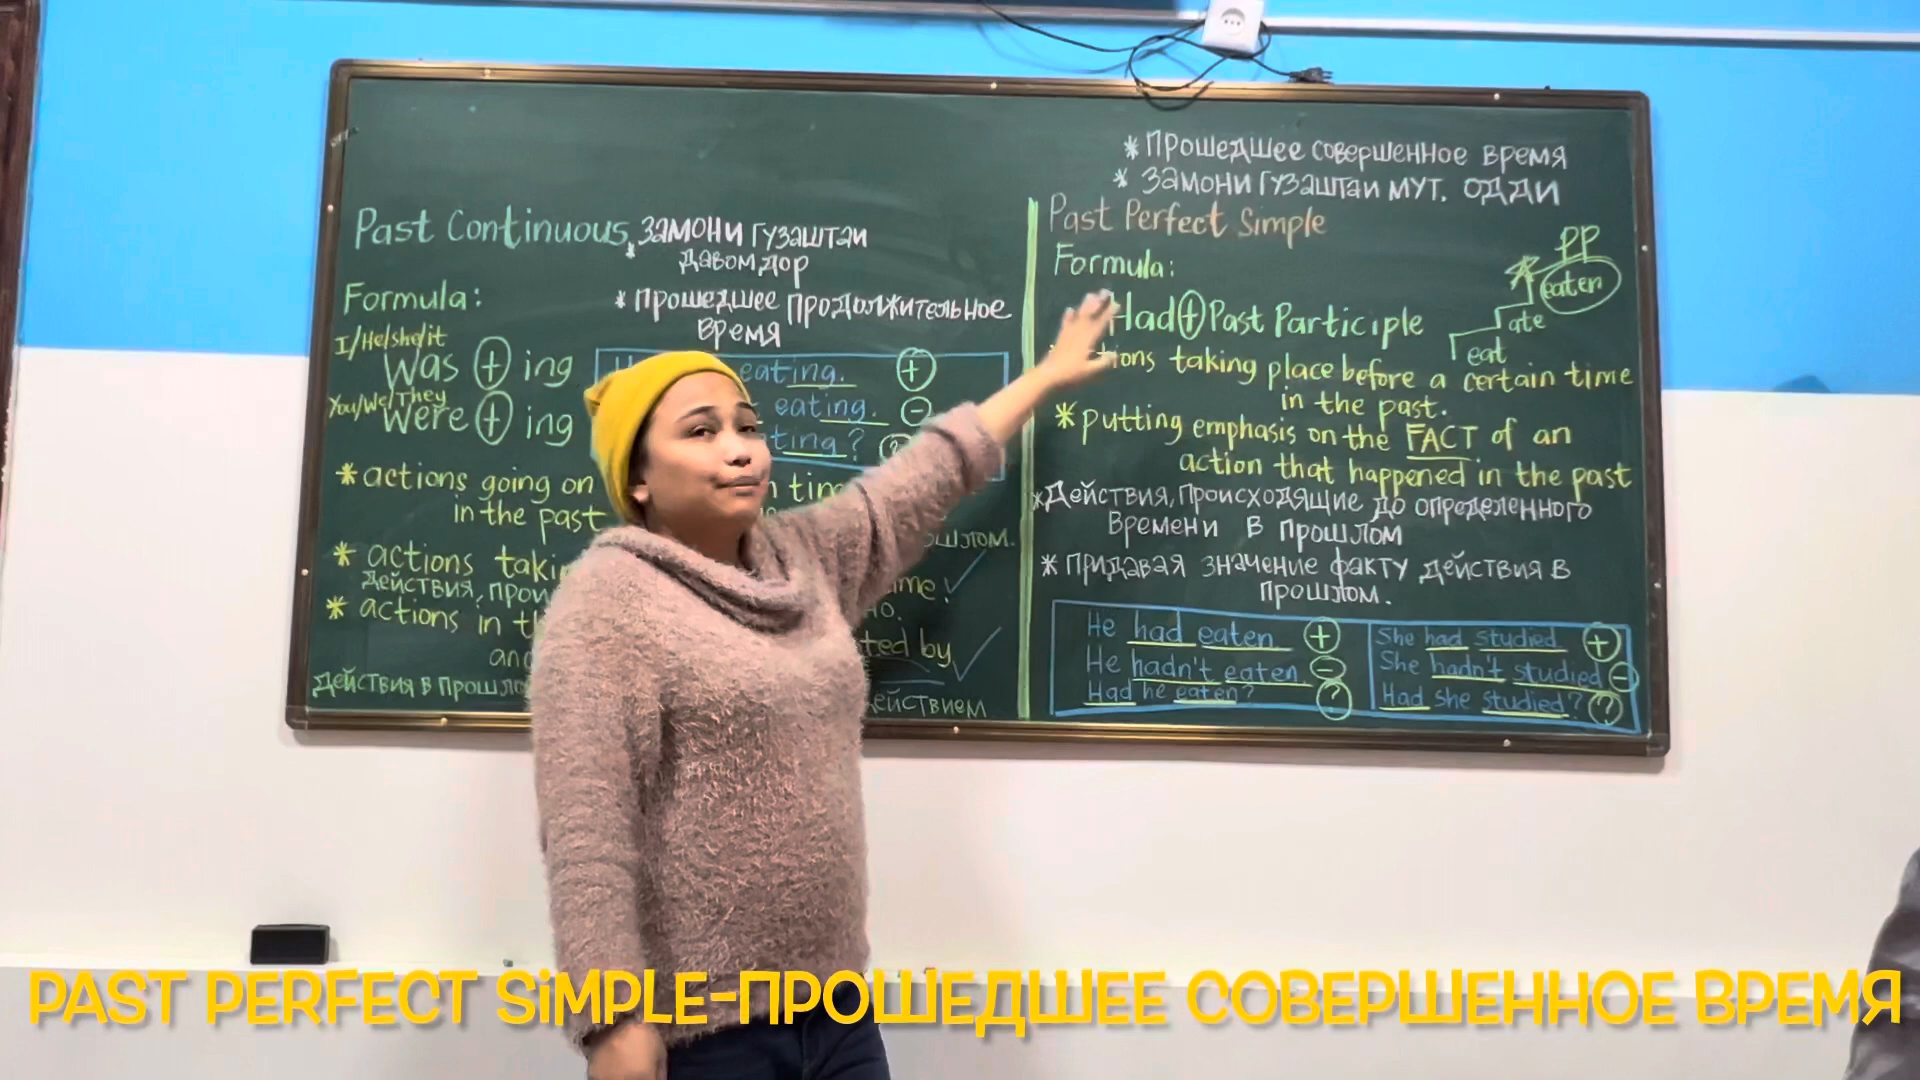 Past Continuous
* ЗАМОНИ ГУЗАШТАИ
ДАВОМДОР
* ПРОШЕДШЕЕ ПРОДОЛЖИТЕЛЬНОЕ
ВРЕМЯ
Formula:
I/He/she/it
Was + ing
You/We/They
Were + ing
eating. +
eating. -
ting? ?
* actions going on
in the past
* actions
ОШЛОМ.
Действия,
* actions in
ted by
Действия в
* ПРОШЕДШЕЕ СОВЕРШЕННОЕ ВРЕМЯ
* ЗАМОНИ ГУЗАШТАИ МУТ. ОДДИ
Past Perfect Simple
Formula:
Had + Past Participle
PP
eaten
ate
eat
taking place before a certain time
in the past.
* putting emphasis on the FACT of an
action that happened in the past
* Действия, происходящие до определенного
времени в прошлом
* придавая значение факту действия в
прошлом.
He had eaten +
He hadn't eaten. -
Had he eaten? ?
She had studied +
She hadn't studied -
Had she studied? ?
PAST PERFECT SIMPLE-ПРОШЕДШЕЕ СОВЕРШЕННОЕ ВРЕМЯ